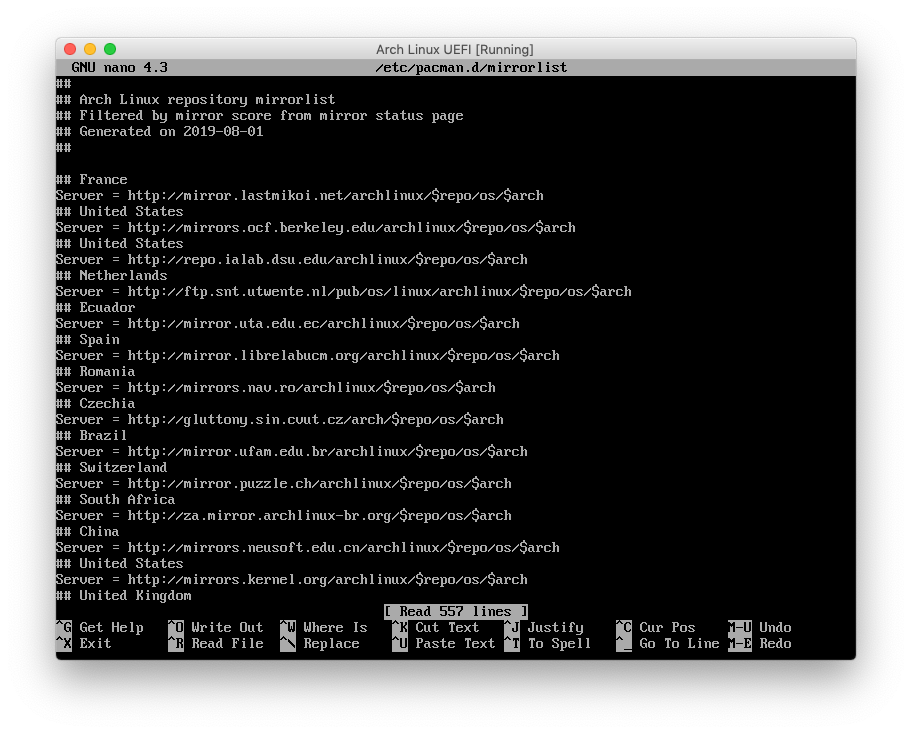 Arch Linux UEFI [Running]
GNU nano 4.3 /etc/pacman.d/mirrorlist
##
## Arch Linux repository mirrorlist
## Filtered by mirror score from mirror status page
## Generated on 2019-08-01
##
## France
Server = http://mirror.lastmikoi.net/archlinux/$repo/os/$arch
## United States
Server = http://mirrors.ocf.berkeley.edu/archlinux/$repo/os/$arch
## United States
Server = http://repo.ialab.dsu.edu/archlinux/$repo/os/$arch
## Netherlands
Server = http://ftp.snt.utwente.nl/pub/os/linux/archlinux/$repo/os/$arch
## Ecuador
Server = http://mirror.uta.edu.ec/archlinux/$repo/os/$arch
## Spain
Server = http://mirror.librelabucm.org/archlinux/$repo/os/$arch
## Romania
Server = http://mirrors.nav.ro/archlinux/$repo/os/$arch
## Czechia
Server = http://gluttony.sin.cvut.cz/arch/$repo/os/$arch
## Brazil
Server = http://mirror.ufam.edu.br/archlinux/$repo/os/$arch
## Switzerland
Server = http://mirror.puzzle.ch/archlinux/$repo/os/$arch
## South Africa
Server = http://za.mirror.archlinux-br.org/$repo/os/$arch
## China
Server = http://mirrors.neusoft.edu.cn/archlinux/$repo/os/$arch
## United States
Server = http://mirrors.kernel.org/archlinux/$repo/os/$arch
## United Kingdom
[ Read 557 lines ]
^G Get Help ^O Write Out ^W Where Is ^K Cut Text ^J Justify ^C Cur Pos M-U Undo
^X Exit ^R Read File ^\ Replace ^U Paste Text ^T To Spell ^_ Go To Line M-E Redo